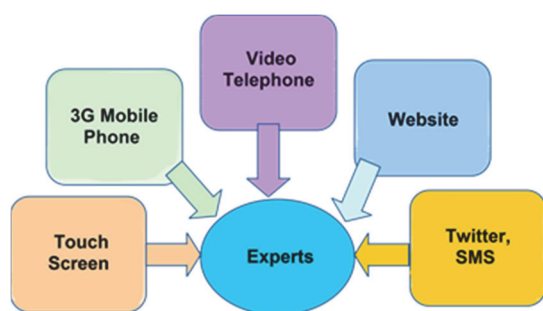 Video
Telephone
3G Mobile
Phone
Website
Touch
Screen
Experts
Twitter,
SMS